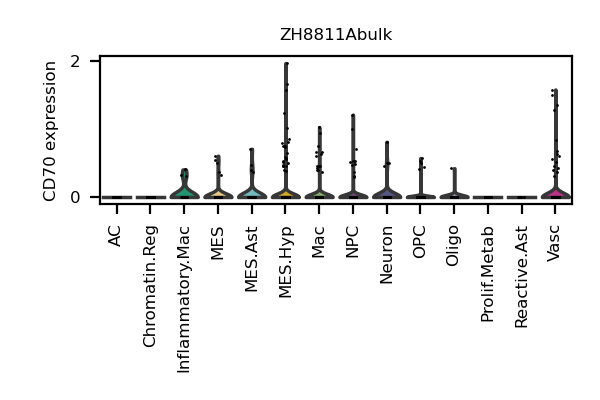 ZH8811Abulk
CD70 expression
2
0
AC
Chromatin.Reg
Inflammatory.Mac
MES
MES.Ast
MES.Hyp
Mac
NPC
Neuron
OPC
Oligo
Prolif.Metab
Reactive.Ast
Vasc